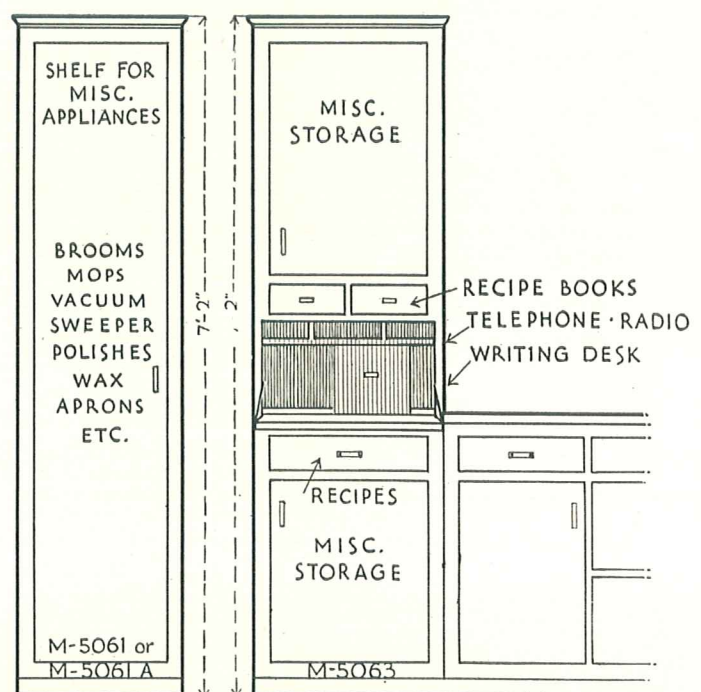 SHELF FOR
MISC.
APPLIANCES
BROOMS
MOPS
VACUUM
SWEEPER
POLISHES
WAX
APRONS
ETC.
M-5061 or
M-5061 A
7'-2"
2"
MISC.
STORAGE
RECIPE BOOKS
TELEPHONE · RADIO
WRITING DESK
RECIPES
MISC.
STORAGE
M-5063